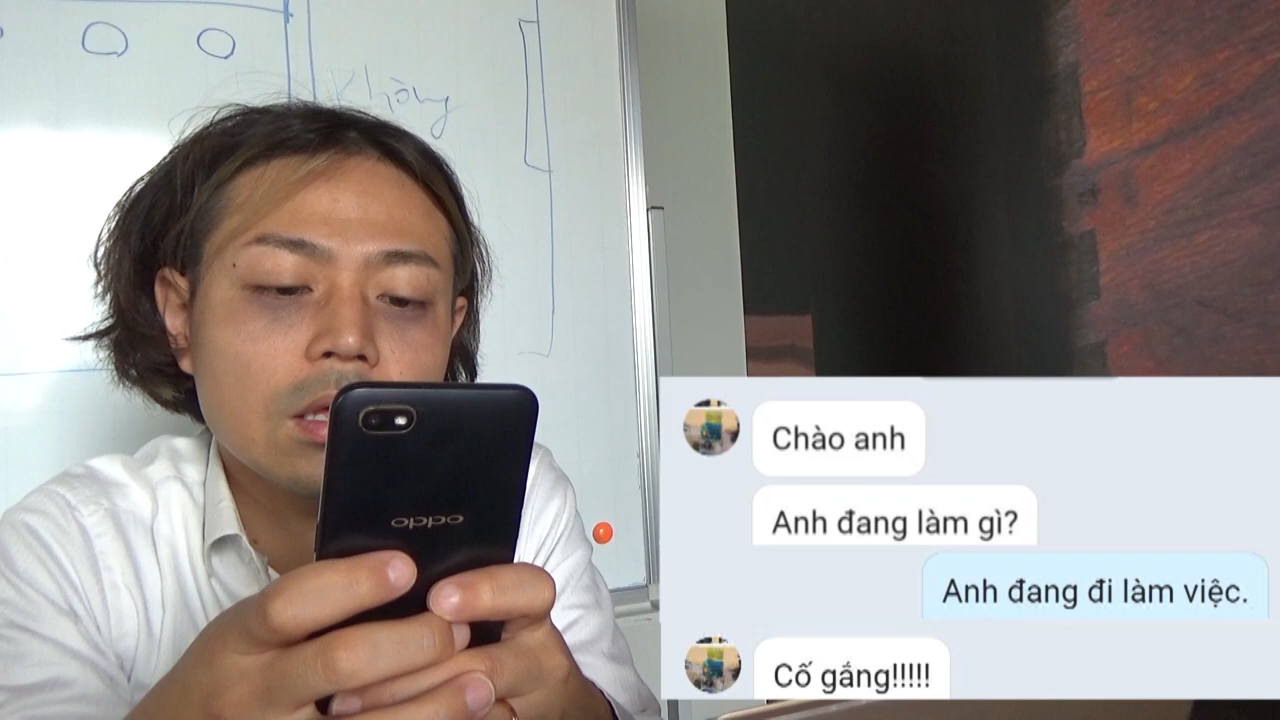 Không
oppo
Chào anh
Anh đang làm gì?
Anh đang đi làm việc.
Cố gắng!!!!!